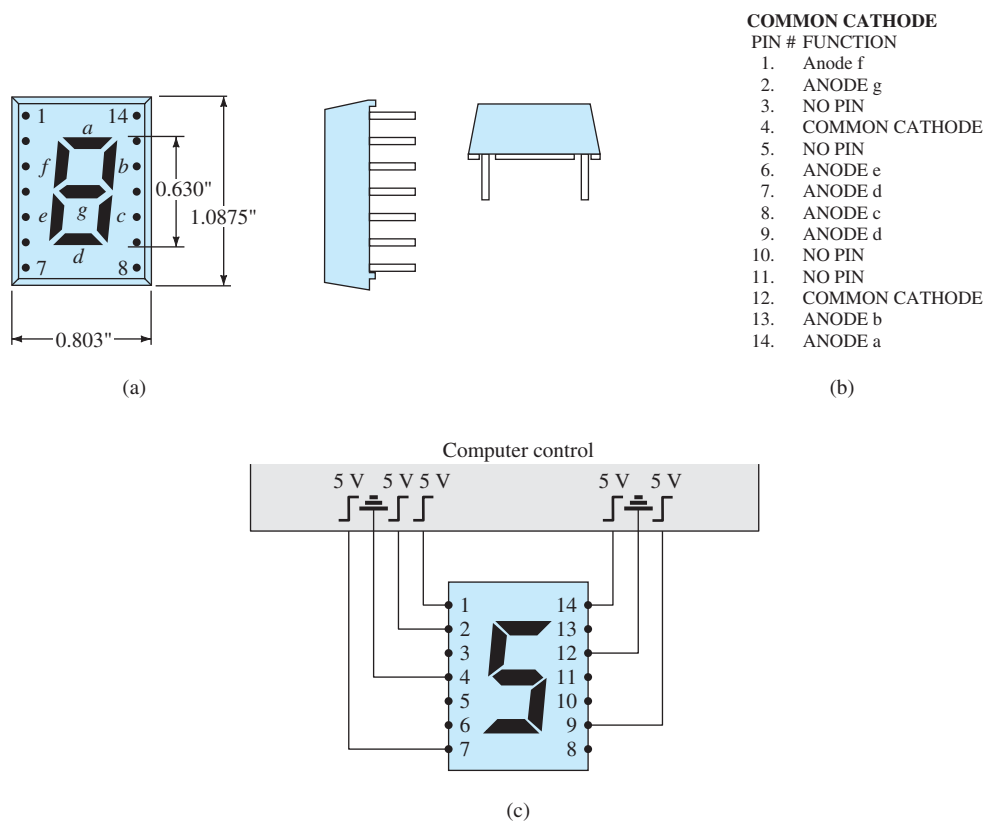 1 14
a
f b
0.630"
g
e c
1.0875"
d
7 8
0.803"
(a)
COMMON CATHODE
PIN # FUNCTION
1. Anode f
2. ANODE g
3. NO PIN
4. COMMON CATHODE
5. NO PIN
6. ANODE e
7. ANODE d
8. ANODE c
9. ANODE d
10. NO PIN
11. NO PIN
12. COMMON CATHODE
13. ANODE b
14. ANODE a
(b)
Computer control
5 V 5 V 5 V 5 V 5 V
1 14
2 13
3 12
4 11
5 10
6 9
7 8
(c)